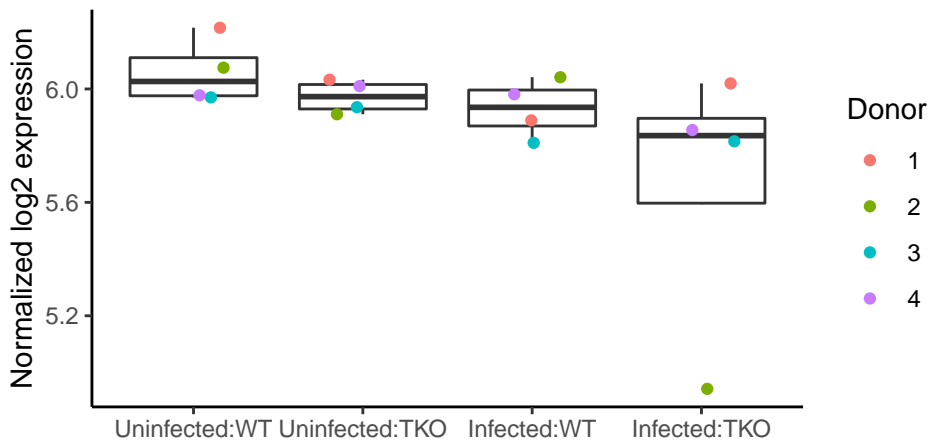 Normalized log2 expression
6.0
5.6
5.2
Uninfected:WT
Uninfected:TKO
Infected:WT
Infected:TKO
Donor
1
2
3
4